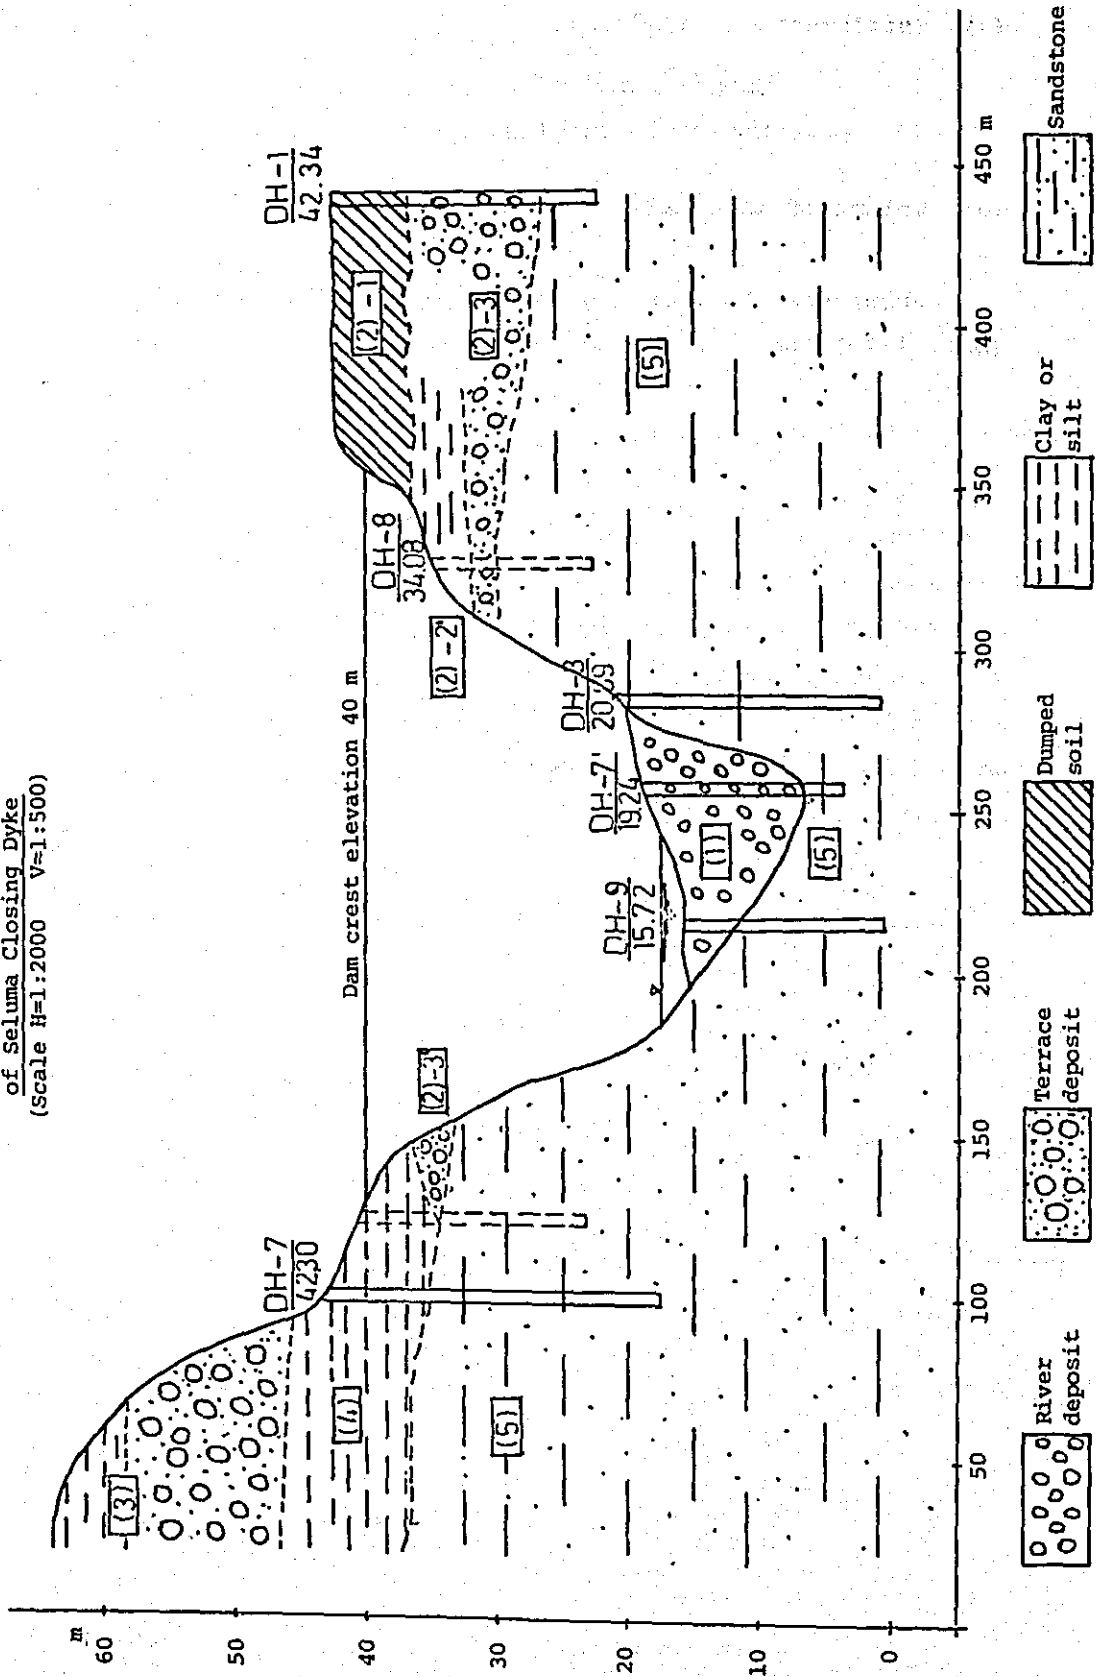 of Seluma Closing Dyke
(scale H=1:2000 V=1:500)
m
60
50
40
30
20
10
0
50
100
150
200
250
300
350
400
450 m
Dam crest elevation 40 m
DH-7
42.30
DH-9
15.72
DH-7'
19.24
DH-3
DH-8
34.08
DH-1
42.34
(3)
(4)
(5)
(2)-3'
(1)
(5)
(2)-2'
(2)-1
(2)-3
(5)
River
deposit
Terrace
deposit
Dumped
soil
Clay or
silt
Sandstone